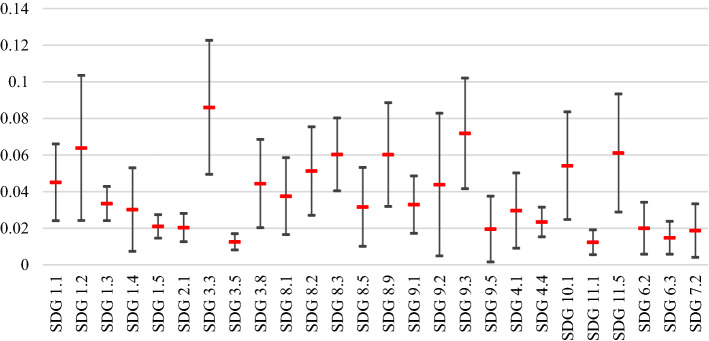 0.14
0.12
0.1
0.08
0.06
0.04
0.02
0
SDG 1.1
SDG 1.2
SDG 1.3
SDG 1.4
SDG 1.5
SDG 2.1
SDG 3.3
SDG 3.5
SDG 3.8
SDG 8.1
SDG 8.2
SDG 8.3
SDG 8.5
SDG 8.9
SDG 9.1
SDG 9.2
SDG 9.3
SDG 9.5
SDG 4.1
SDG 4.4
SDG 10.1
SDG 11.1
SDG 11.5
SDG 6.2
SDG 6.3
SDG 7.2